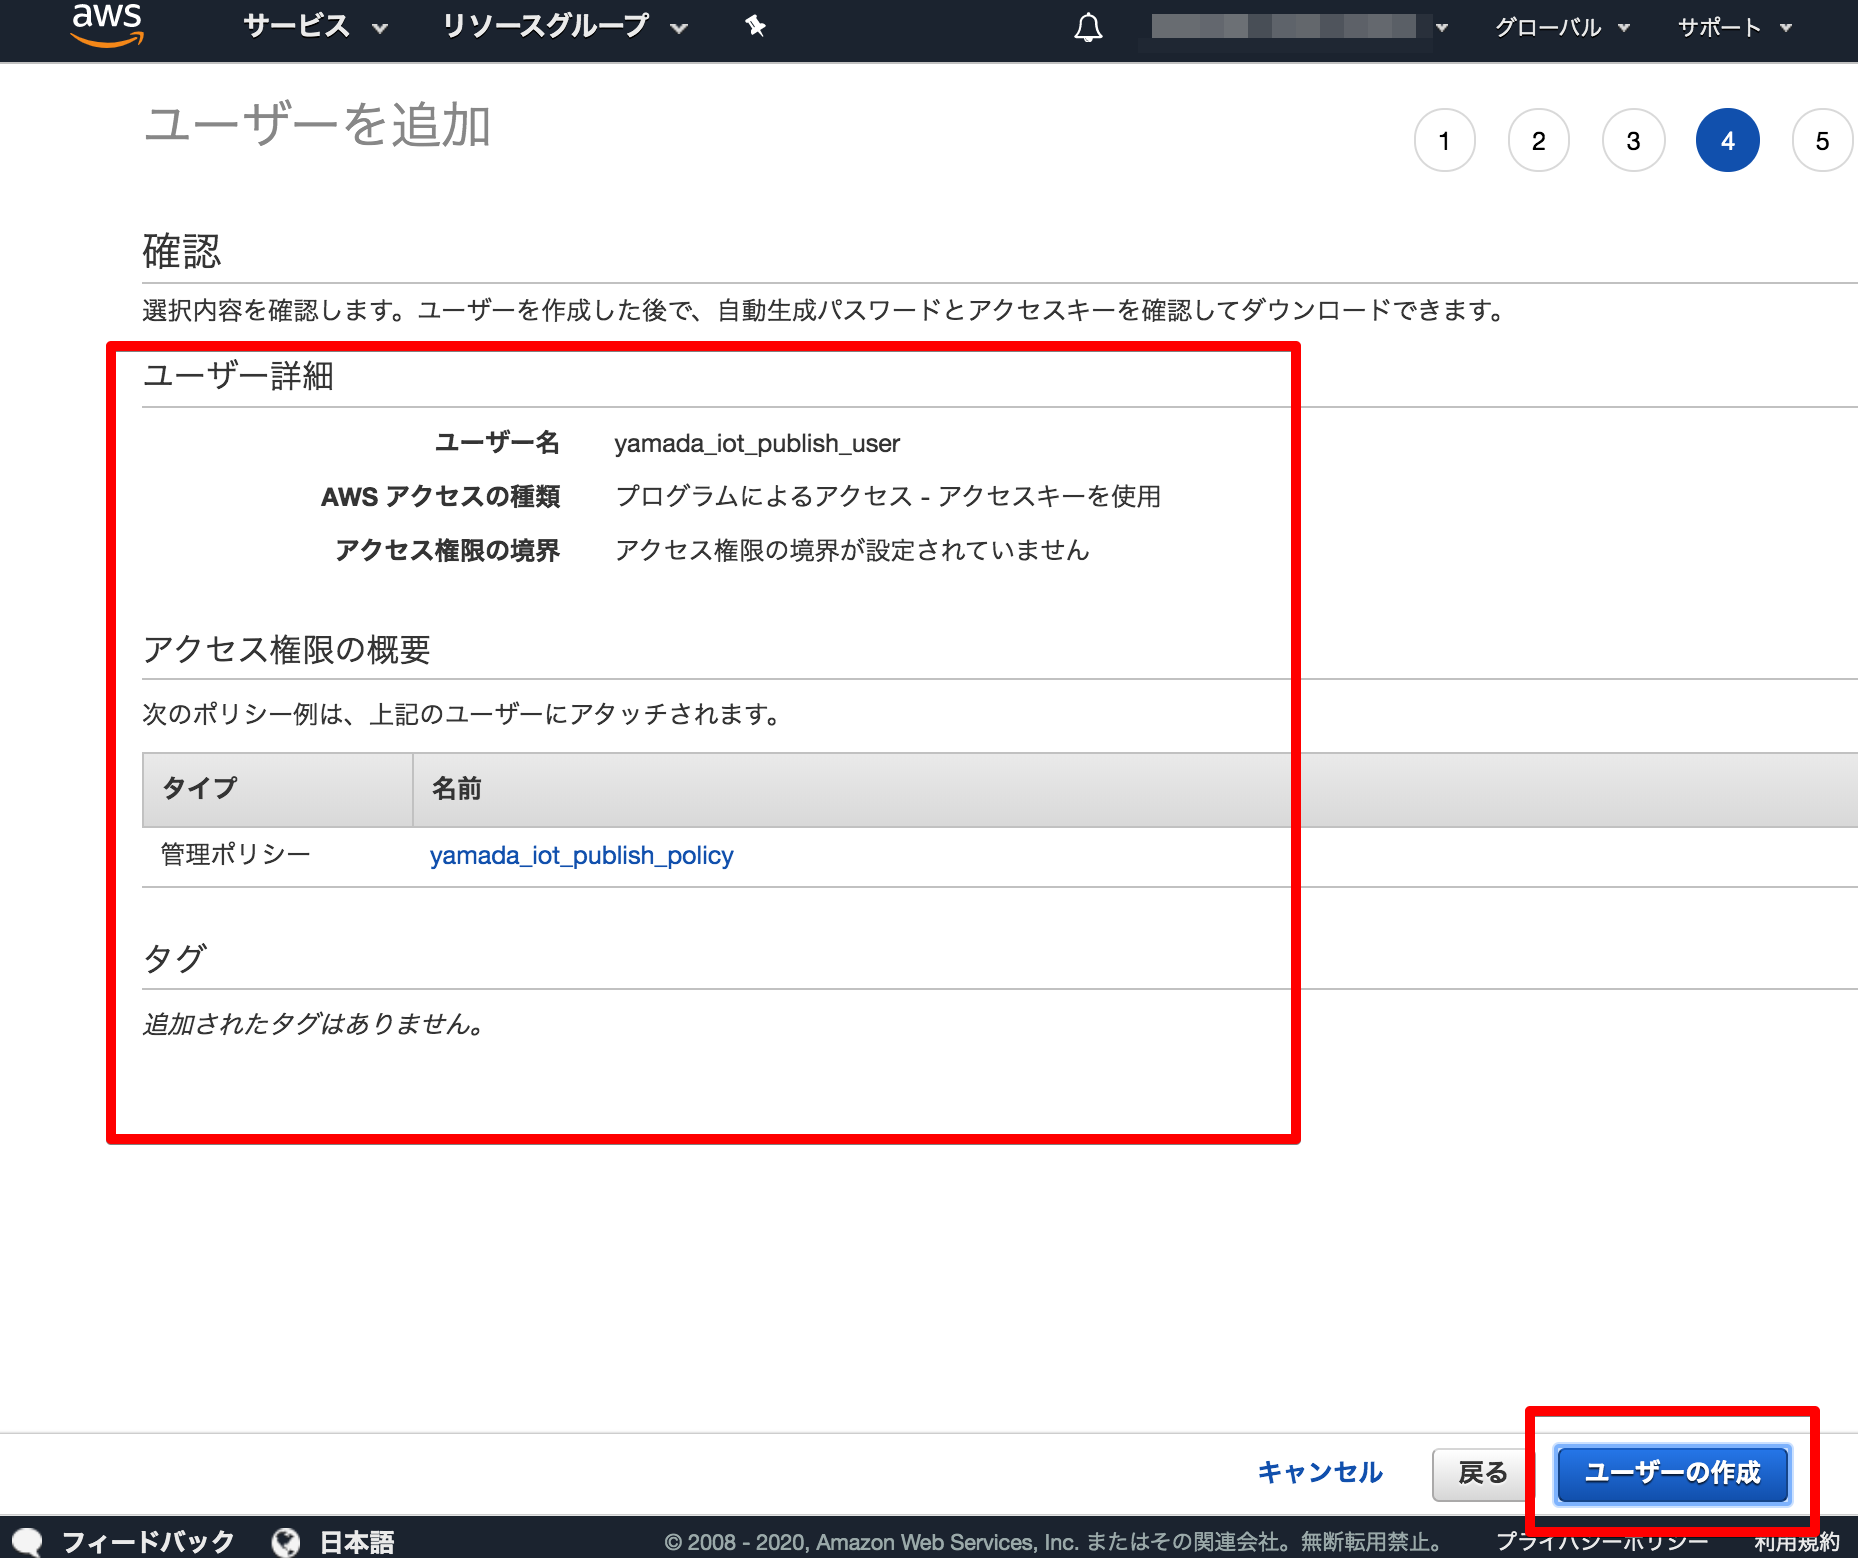 aws サービス リソースグループ グローバル サポート
ユーザーを追加
1 2 3 4 5
確認
選択内容を確認します。ユーザーを作成した後で、自動生成パスワードとアクセスキーを確認してダウンロードできます。
ユーザー詳細
ユーザー名 yamada_iot_publish_user
AWS アクセスの種類 プログラムによるアクセス - アクセスキーを使用
アクセス権限の境界 アクセス権限の境界が設定されていません
アクセス権限の概要
次のポリシー例は、上記のユーザーにアタッチされます。
タイプ 名前
管理ポリシー yamada_iot_publish_policy
タグ
追加されたタグはありません。
キャンセル 戻る ユーザーの作成
フィードバック 日本語 © 2008 - 2020, Amazon Web Services, Inc. またはその関連会社。無断転用禁止。 プライバシーポリシー 利用規約